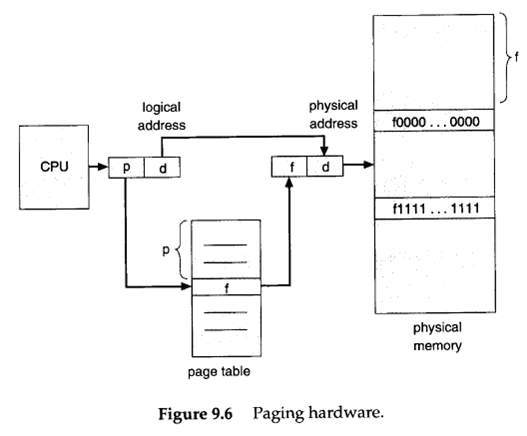 f
logical
address
physical
address
f0000 ... 0000
CPU
p d
f d
f1111 ... 1111
p
f
physical
memory
page table
Figure 9.6 Paging hardware.